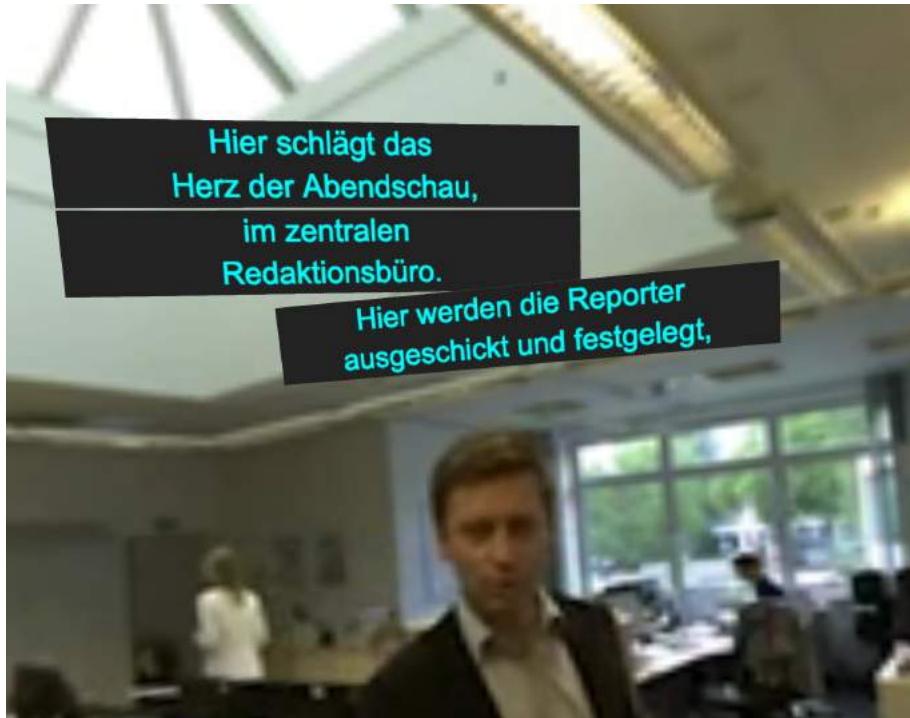 Hier schlägt das
Herz der Abendschau,
im zentralen
Redaktionsbüro.
Hier werden die Reporter
ausgeschickt und festgelegt,